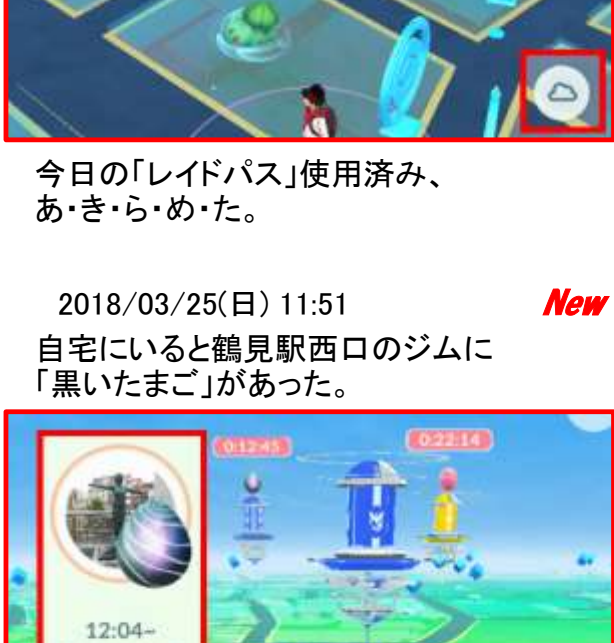 今日の「レイドパス」使用済み、
あ・き・ら・め・た。
2018/03/25(日) 11:51 New
自宅にいると鶴見駅西口のジムに
「黒いたまご」があった。
0:12:45 0:22:14
12:04~